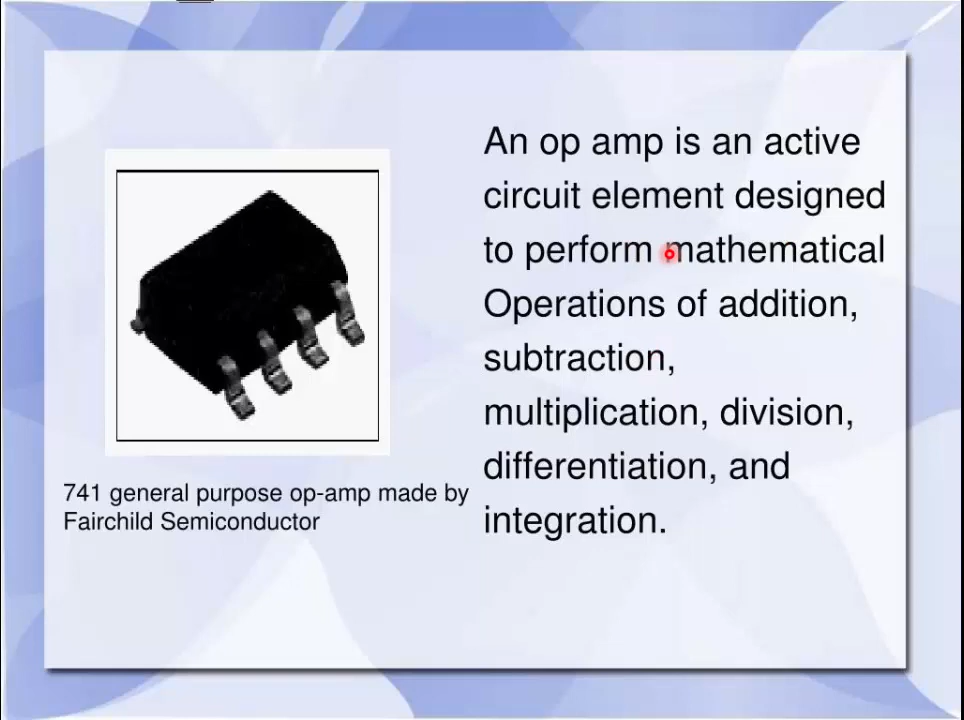 An op amp is an active
circuit element designed
to perform mathematical
Operations of addition,
subtraction,
multiplication, division,
differentiation, and
integration.
741 general purpose op-amp made by
Fairchild Semiconductor